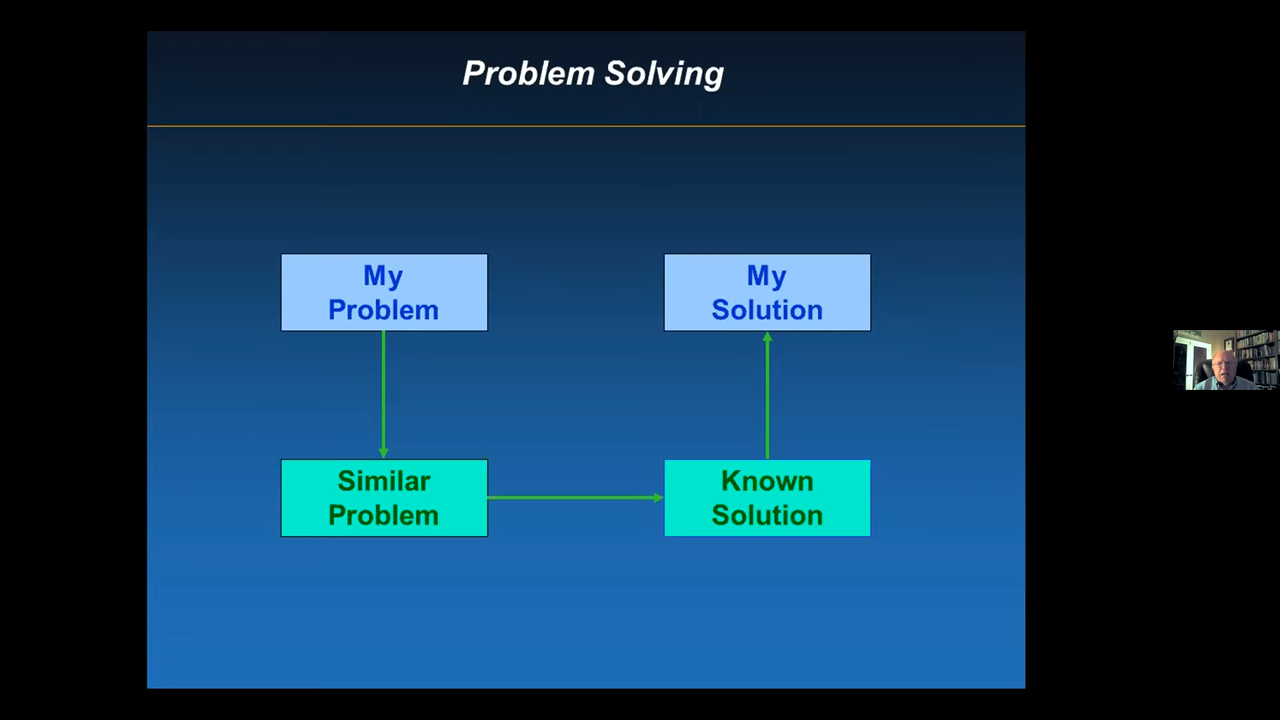 Problem Solving
My
Problem
My
Solution
Similar
Problem
Known
Solution